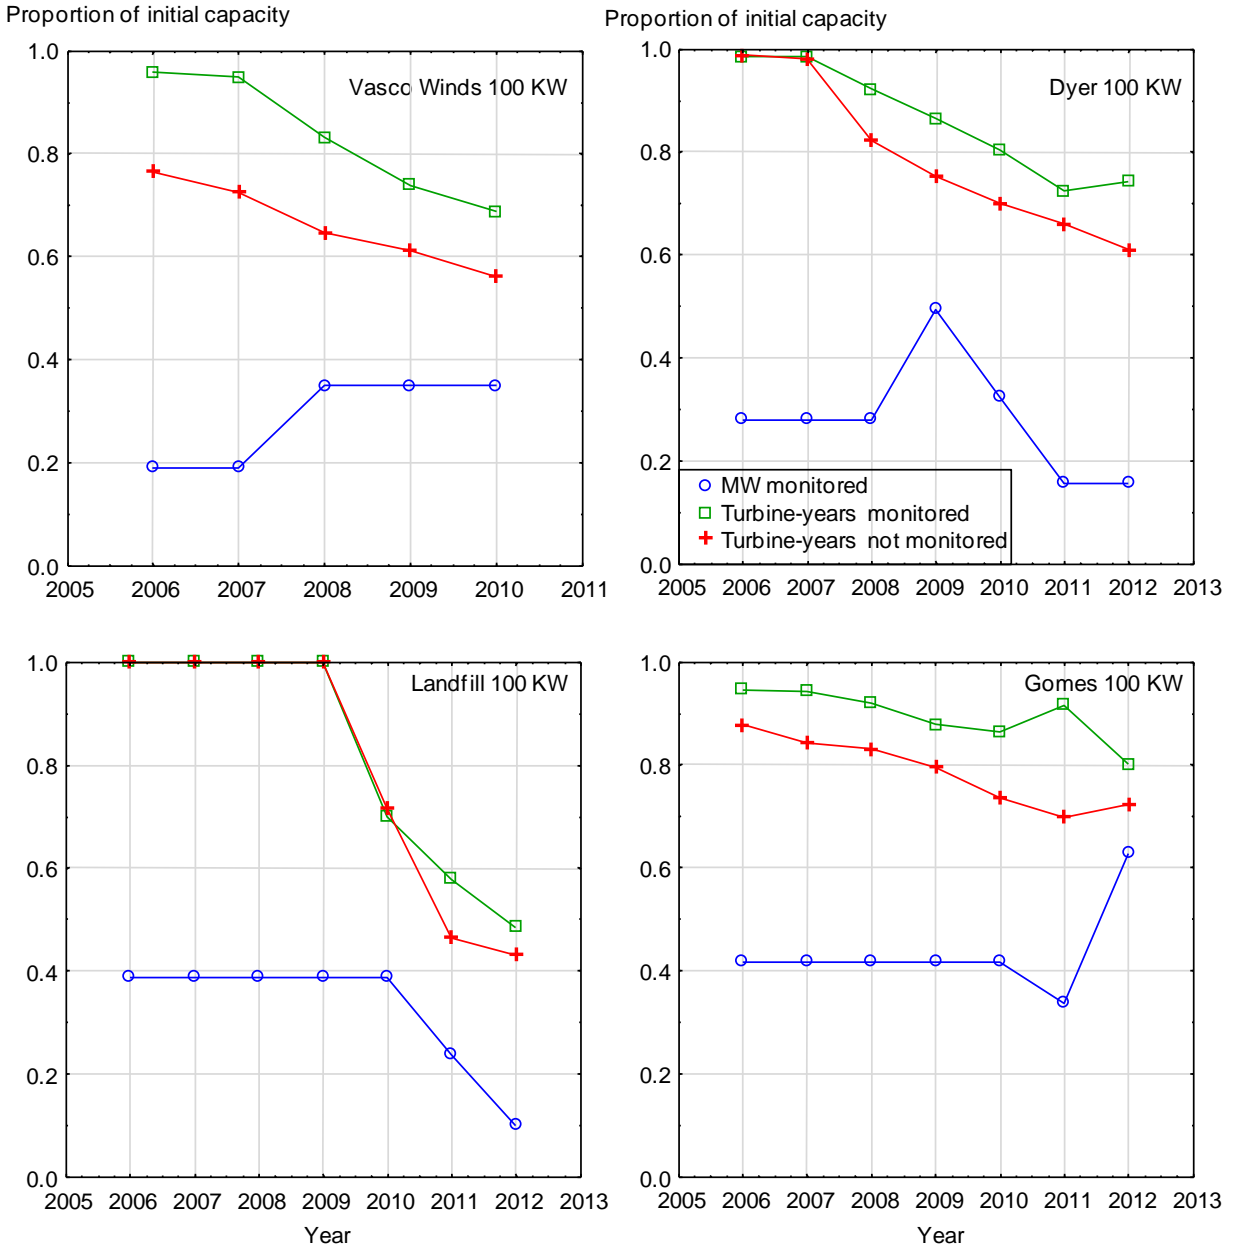 Proportion of initial capacity
1.0
0.8
0.6
0.4
0.2
0.0
Vasco Winds 100 KW
2005 2006 2007 2008 2009 2010 2011
Proportion of initial capacity
1.0
0.8
0.6
0.4
0.2
0.0
Dyer 100 KW
MW monitored
Turbine-years monitored
Turbine-years not monitored
2005 2006 2007 2008 2009 2010 2011 2012 2013
1.0
0.8
0.6
0.4
0.2
0.0
Landfill 100 KW
2005 2006 2007 2008 2009 2010 2011 2012 2013
Year
1.0
0.8
0.6
0.4
0.2
0.0
Gomes 100 KW
2005 2006 2007 2008 2009 2010 2011 2012 2013
Year